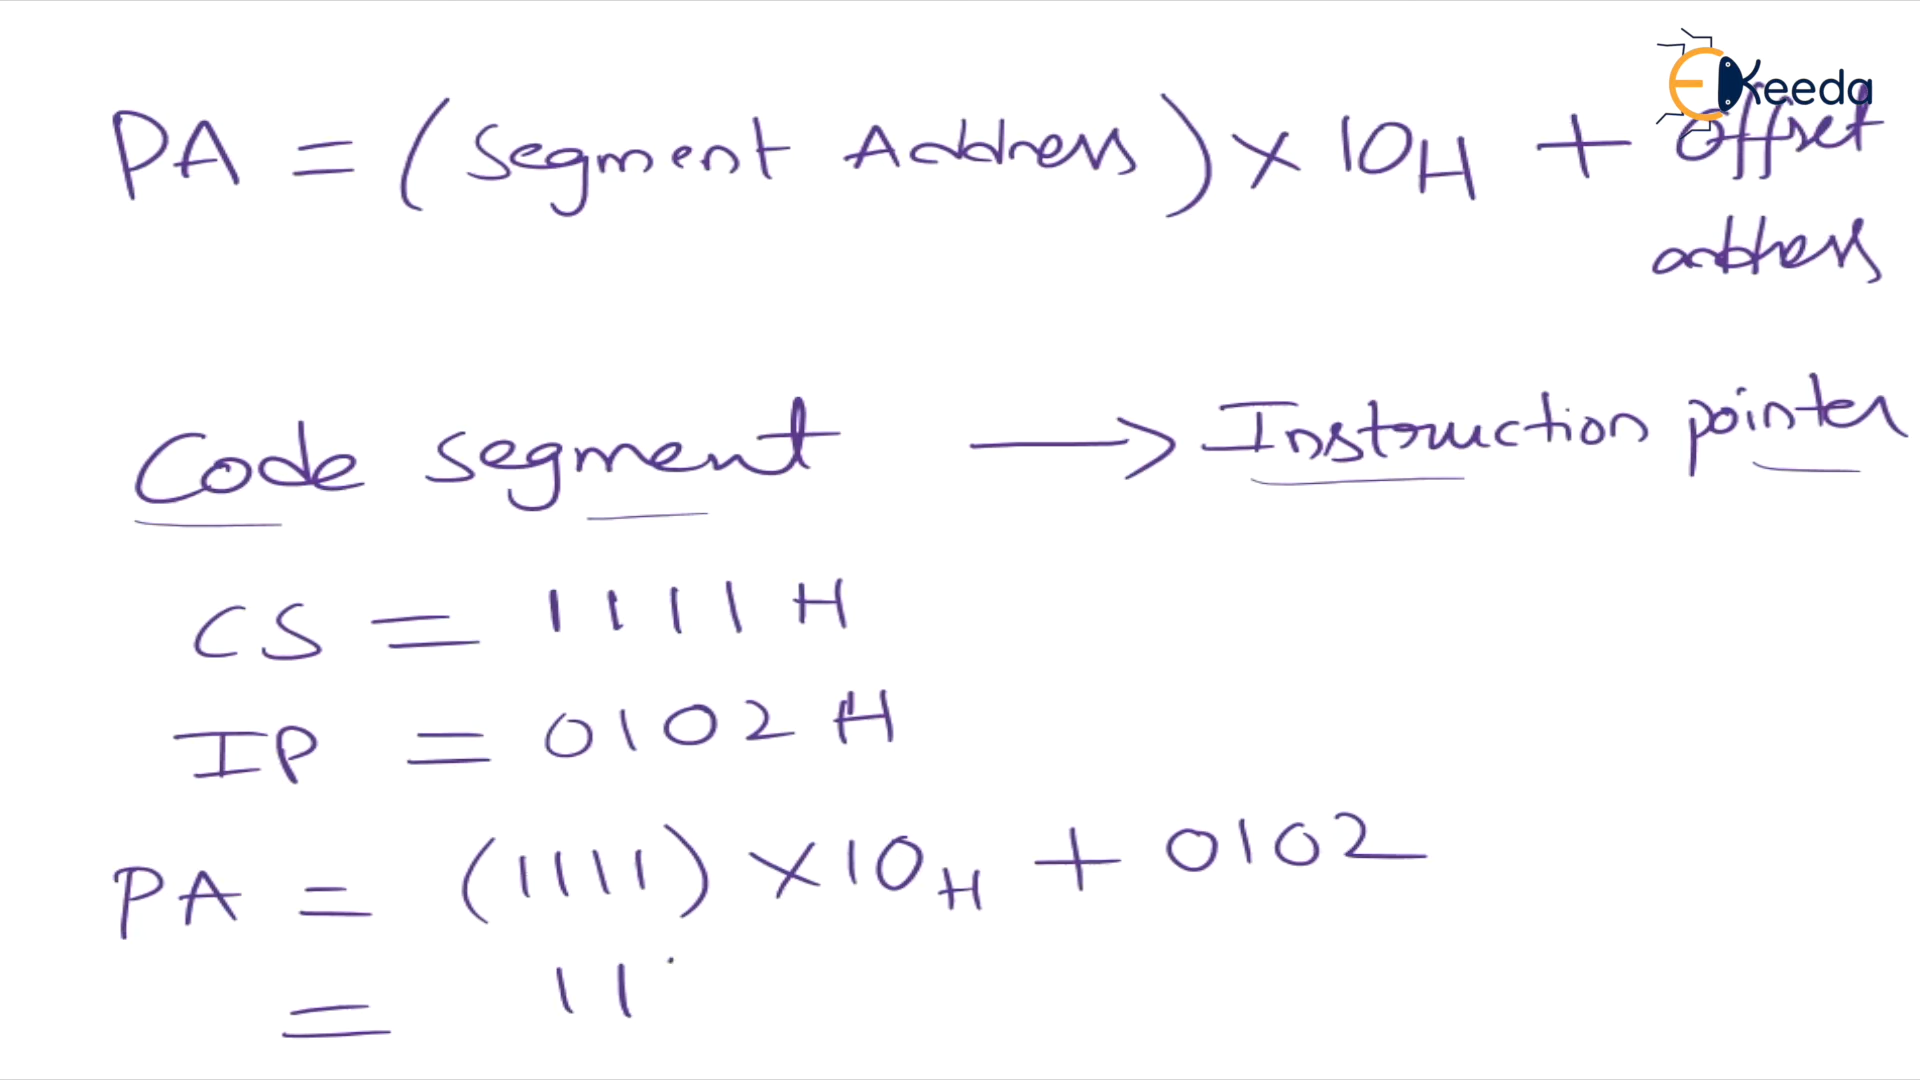 EKeeda
PA = (Segment Address) × 10H + offset
address
Code segment → Instruction pointer
CS = 1111 H
IP = 0102 H
PA = (1111) × 10H + 0102
= 11